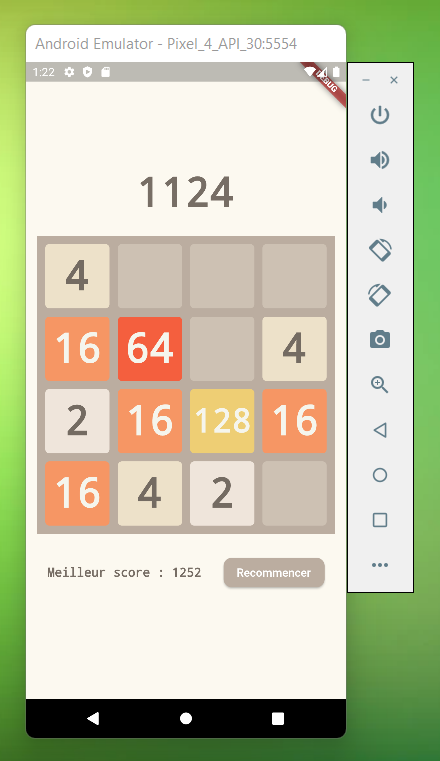 Android Emulator - Pixel_4_API_30:5554
1:22
DEBUG
1124
4
16 64 4
2 16 128 16
16 4 2
Meilleur score : 1252 Recommencer